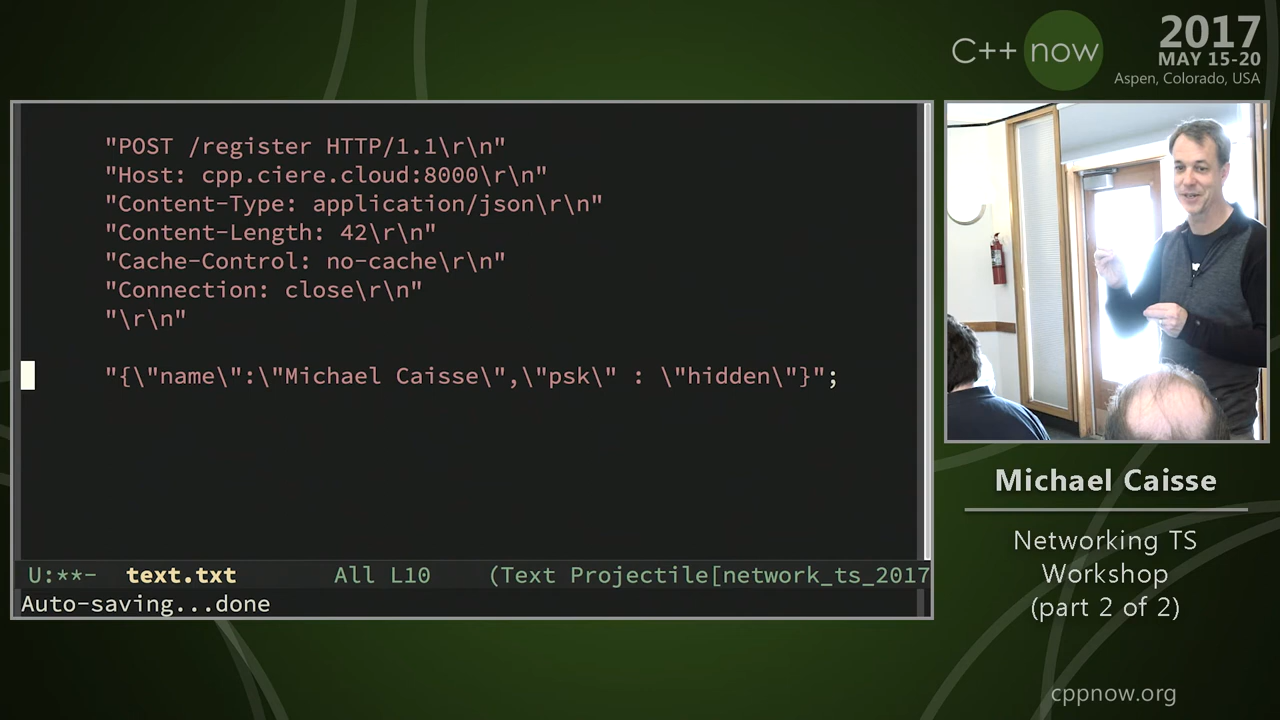 C++ now
2017
MAY 15-20
Aspen, Colorado, USA
"POST /register HTTP/1.1\r\n"
"Host: cpp.ciere.cloud:8000\r\n"
"Content-Type: application/json\r\n"
"Content-Length: 42\r\n"
"Cache-Control: no-cache\r\n"
"Connection: close\r\n"
"\r\n"
"{\"name\":\"Michael Caisse\",\"psk\" : \"hidden\"}";
U:**- text.txt All L10 (Text Projectile[network_ts_2017
Auto-saving...done
Michael Caisse
Networking TS
Workshop
(part 2 of 2)
cppnow.org